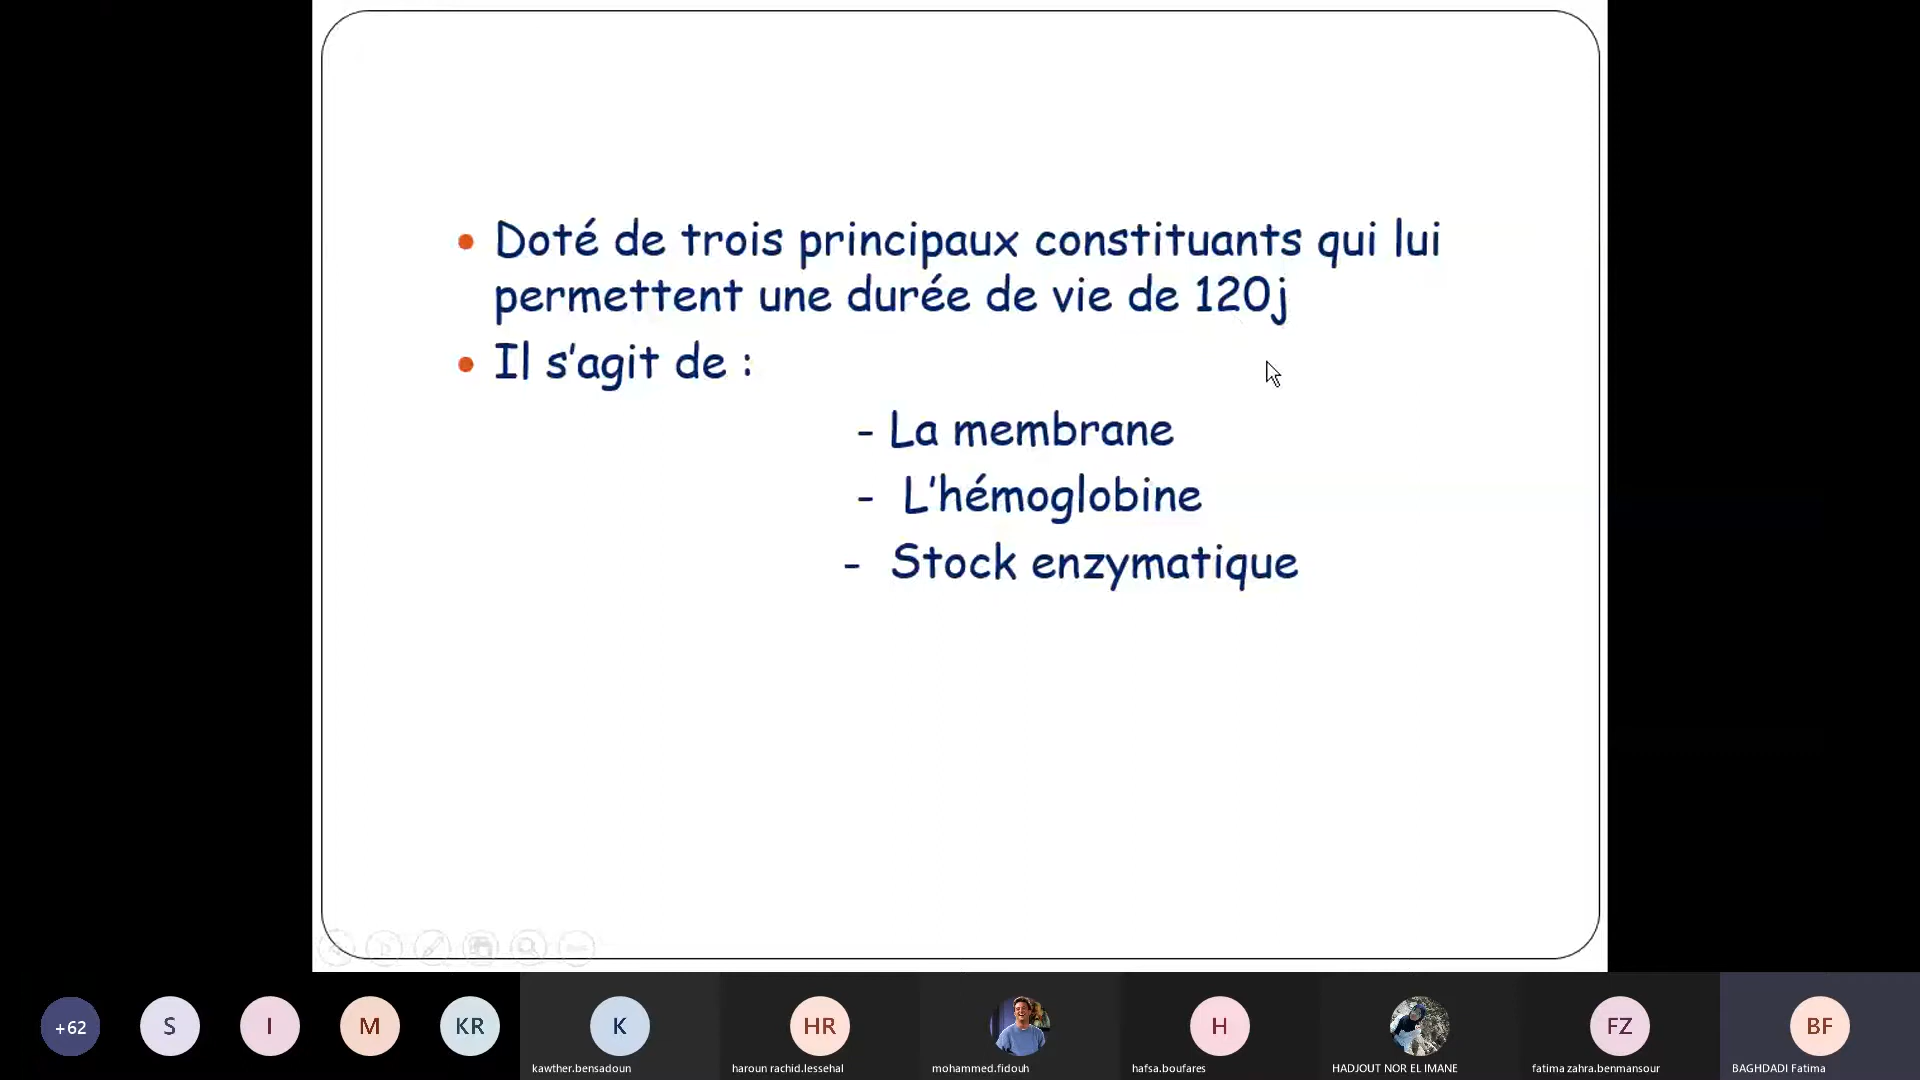 • Doté de trois principaux constituants qui lui
permettent une durée de vie de 120j
• Il s’agit de :
- La membrane
- L’hémoglobine
- Stock enzymatique
+62
S
I
M
KR
K
HR
H
FZ
BF
kawther.bensadoun
haroun rachid.lessehal
mohammed.fidouh
hafsa.boufares
HADJOUT NOR EL IMANE
fatima zahra.benmansour
BAGHDADI Fatima